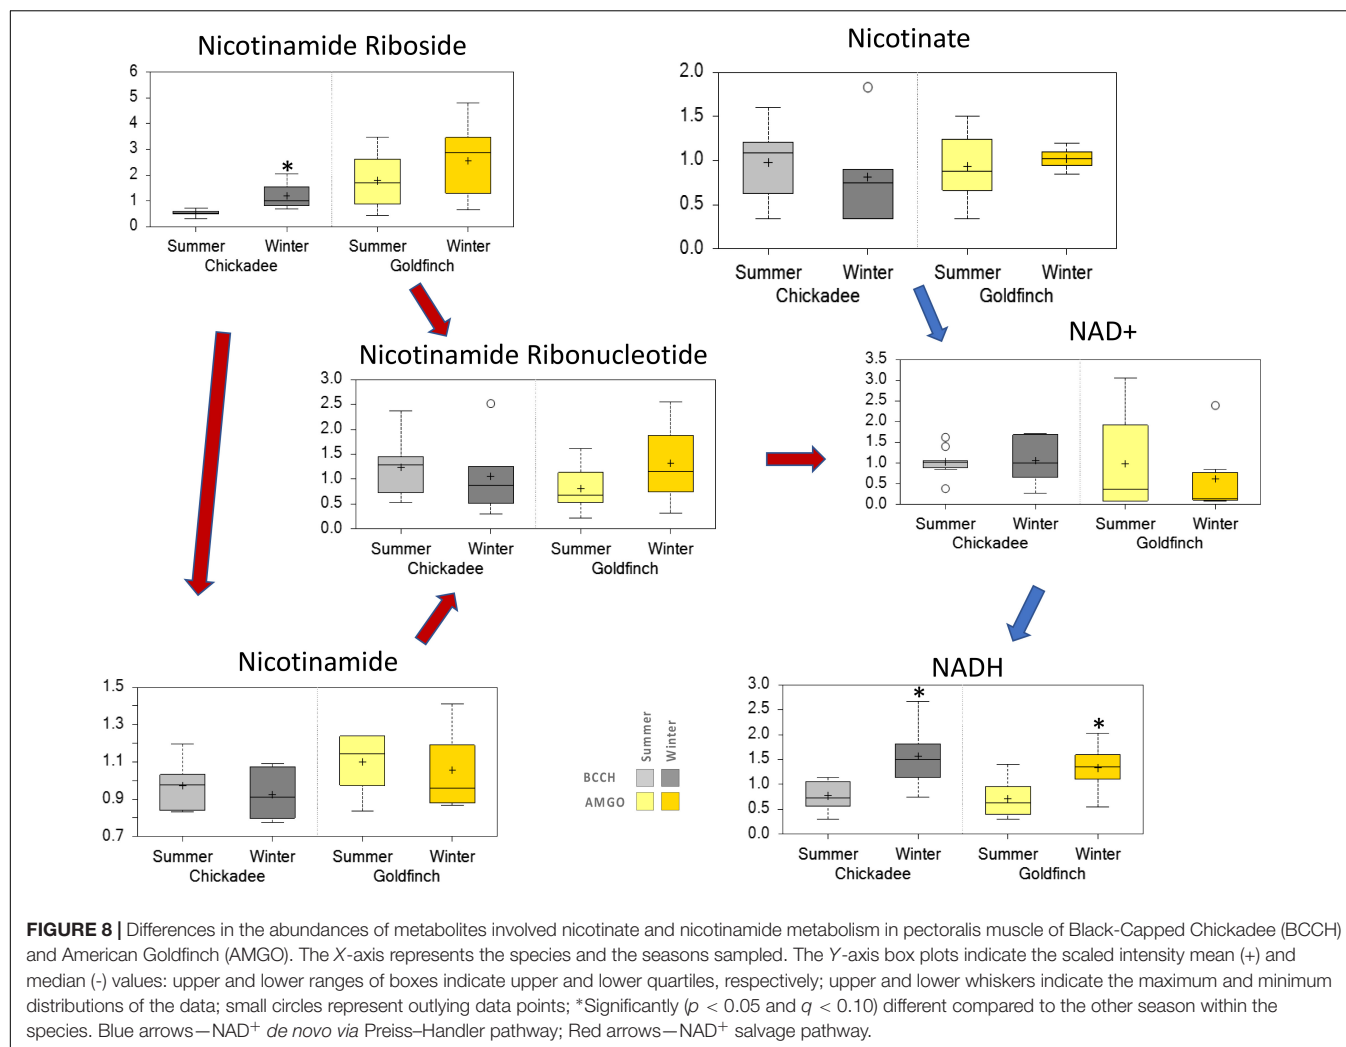 Nicotinamide Riboside
6
5
4
3
2
1
0
*
Summer Winter Summer Winter
Chickadee Goldfinch
Nicotinate
2.0
1.5
1.0
0.5
0.0
Summer Winter Summer Winter
Chickadee Goldfinch
Nicotinamide Ribonucleotide
3.0
2.5
2.0
1.5
1.0
0.5
0.0
Summer Winter Summer Winter
Chickadee Goldfinch
NAD+
3.5
3.0
2.5
2.0
1.5
1.0
0.5
0.0
Summer Winter Summer Winter
Chickadee Goldfinch
Nicotinamide
1.5
1.3
1.1
0.9
0.7
Summer Winter Summer Winter
Chickadee Goldfinch
Summer Winter
BCCH
AMGO
NADH
3.0
2.5
2.0
1.5
1.0
0.5
0.0
* *
Summer Winter Summer Winter
Chickadee Goldfinch
FIGURE 8 | Differences in the abundances of metabolites involved nicotinate and nicotinamide metabolism in pectoralis muscle of Black-Capped Chickadee (BCCH)
and American Goldfinch (AMGO). The X-axis represents the species and the seasons sampled. The Y-axis box plots indicate the scaled intensity mean (+) and
median (-) values: upper and lower ranges of boxes indicate upper and lower quartiles, respectively; upper and lower whiskers indicate the maximum and minimum
distributions of the data; small circles represent outlying data points; *Significantly (p < 0.05 and q < 0.10) different compared to the other season within the
species. Blue arrows—NAD+ de novo via Preiss–Handler pathway; Red arrows—NAD+ salvage pathway.